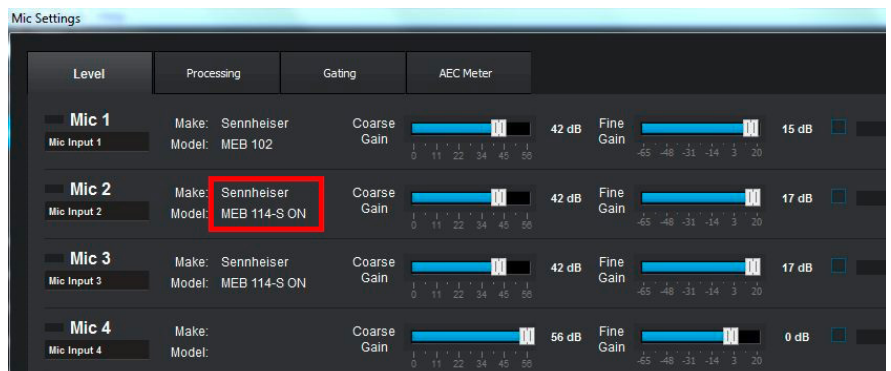 Mic Settings
Level Processing Gating AEC Meter
Mic 1 Make: Sennheiser Coarse Gain 42 dB Fine Gain 15 dB
Mic Input 1 Model: MEB 102
0 11 22 34 45 56 -65 -48 -31 -14 3 20
Mic 2 Make: Sennheiser Coarse Gain 42 dB Fine Gain 17 dB
Mic Input 2 Model: MEB 114-S ON
0 11 22 34 45 56 -65 -48 -31 -14 3 20
Mic 3 Make: Sennheiser Coarse Gain 42 dB Fine Gain 17 dB
Mic Input 3 Model: MEB 114-S ON
0 11 22 34 45 56 -65 -48 -31 -14 3 20
Mic 4 Make: Coarse Gain 56 dB Fine Gain 0 dB
Mic Input 4 Model:
0 11 22 34 45 56 -65 -48 -31 -14 3 20